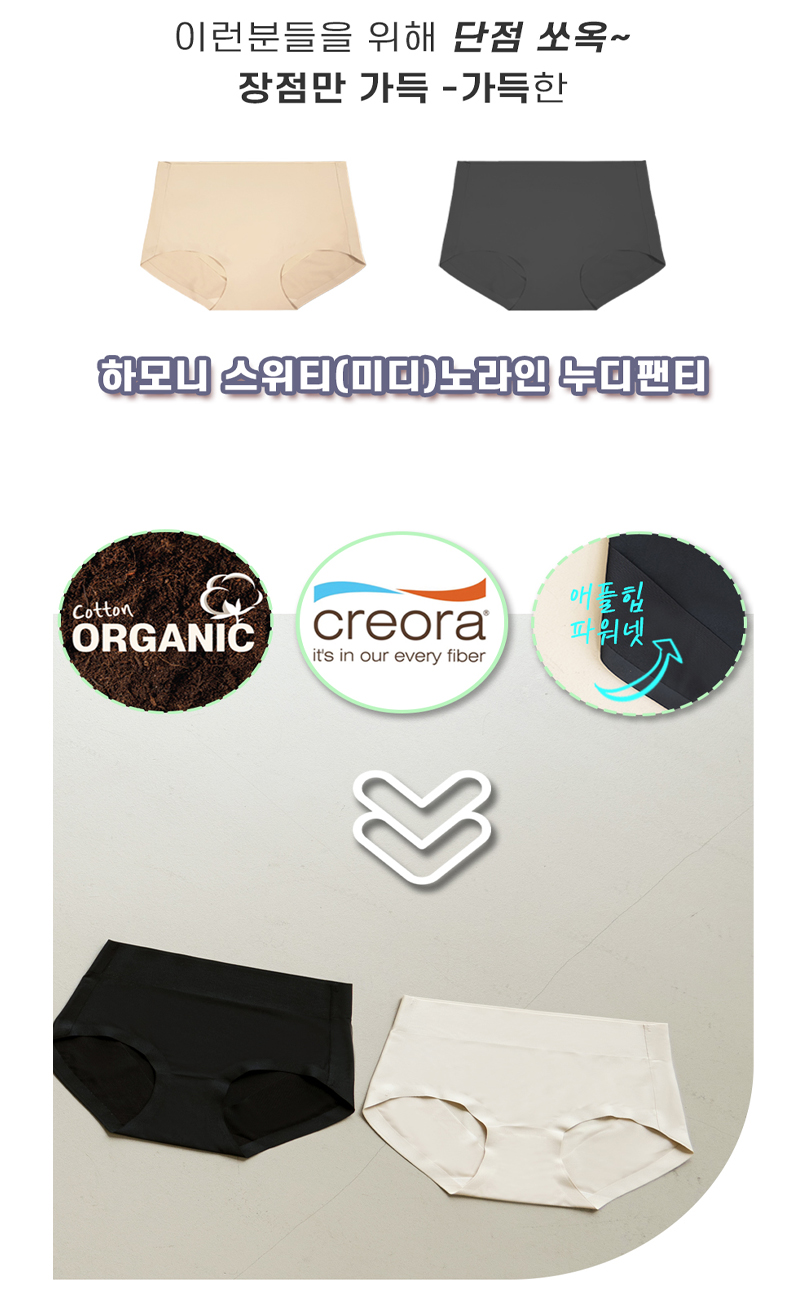 이런분들을 위해 단점 쏘옥~
장점만 가득 -가득한
하모니 스위티(미디)노라인 누디팬티
Cotton
ORGANIC
creora®
it's in our every fiber
애플힙
파워넷